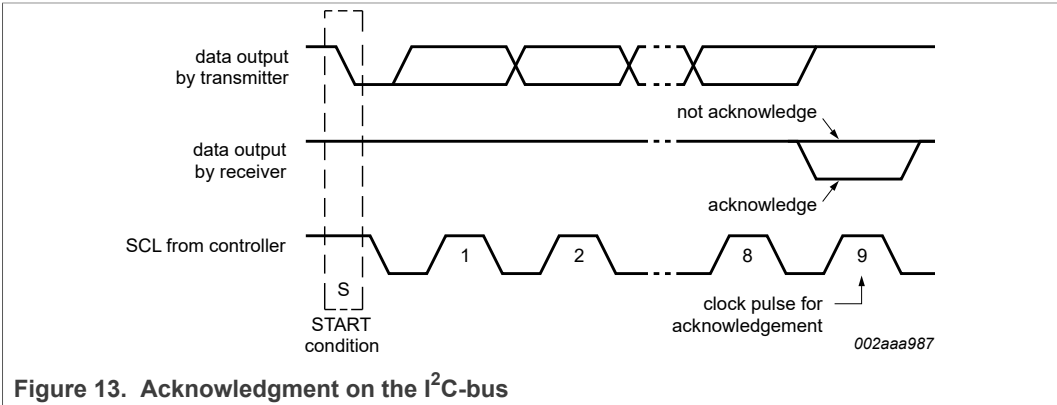 data output
by transmitter
not acknowledge
data output
by receiver
acknowledge
SCL from controller
1
2
8
9
S
START
condition
clock pulse for
acknowledgement
002aaa987
Figure 13. Acknowledgment on the I²C-bus